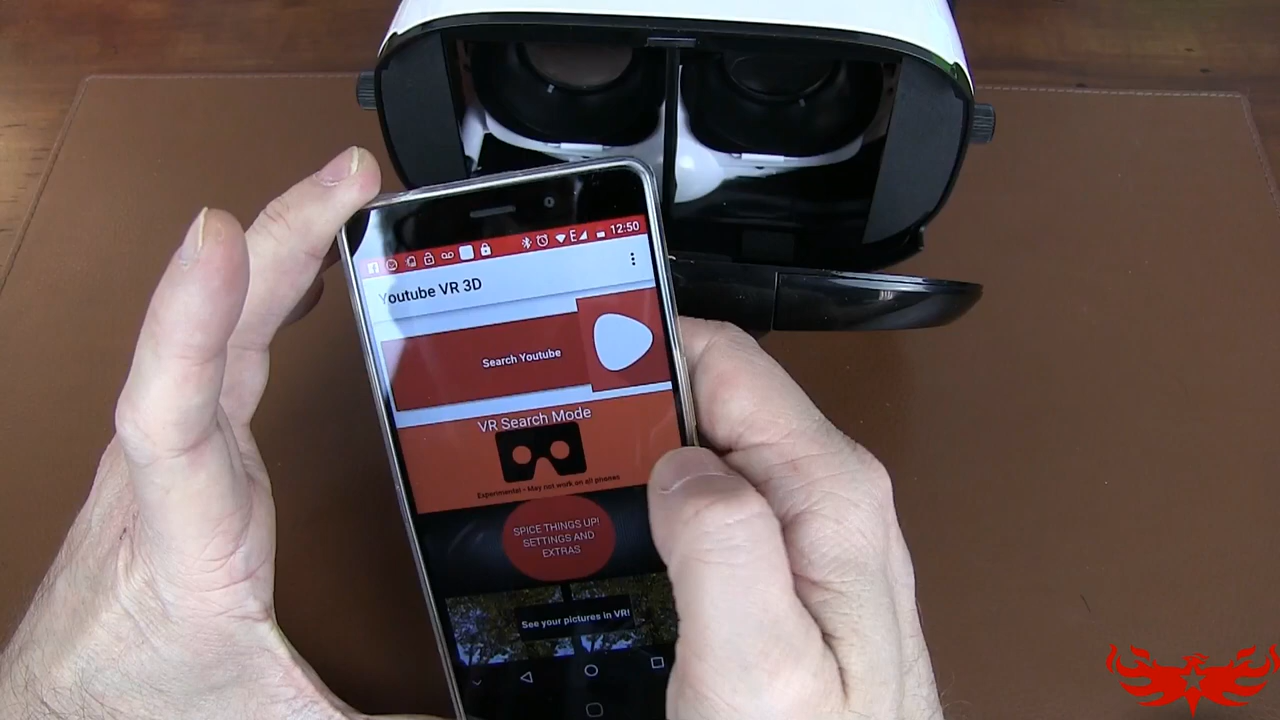 12:50
Youtube VR 3D
Search Youtube
VR Search Mode
Experimental - May not work on all phones
SPICE THINGS UP!
SETTINGS AND
EXTRAS
See your pictures in VR!